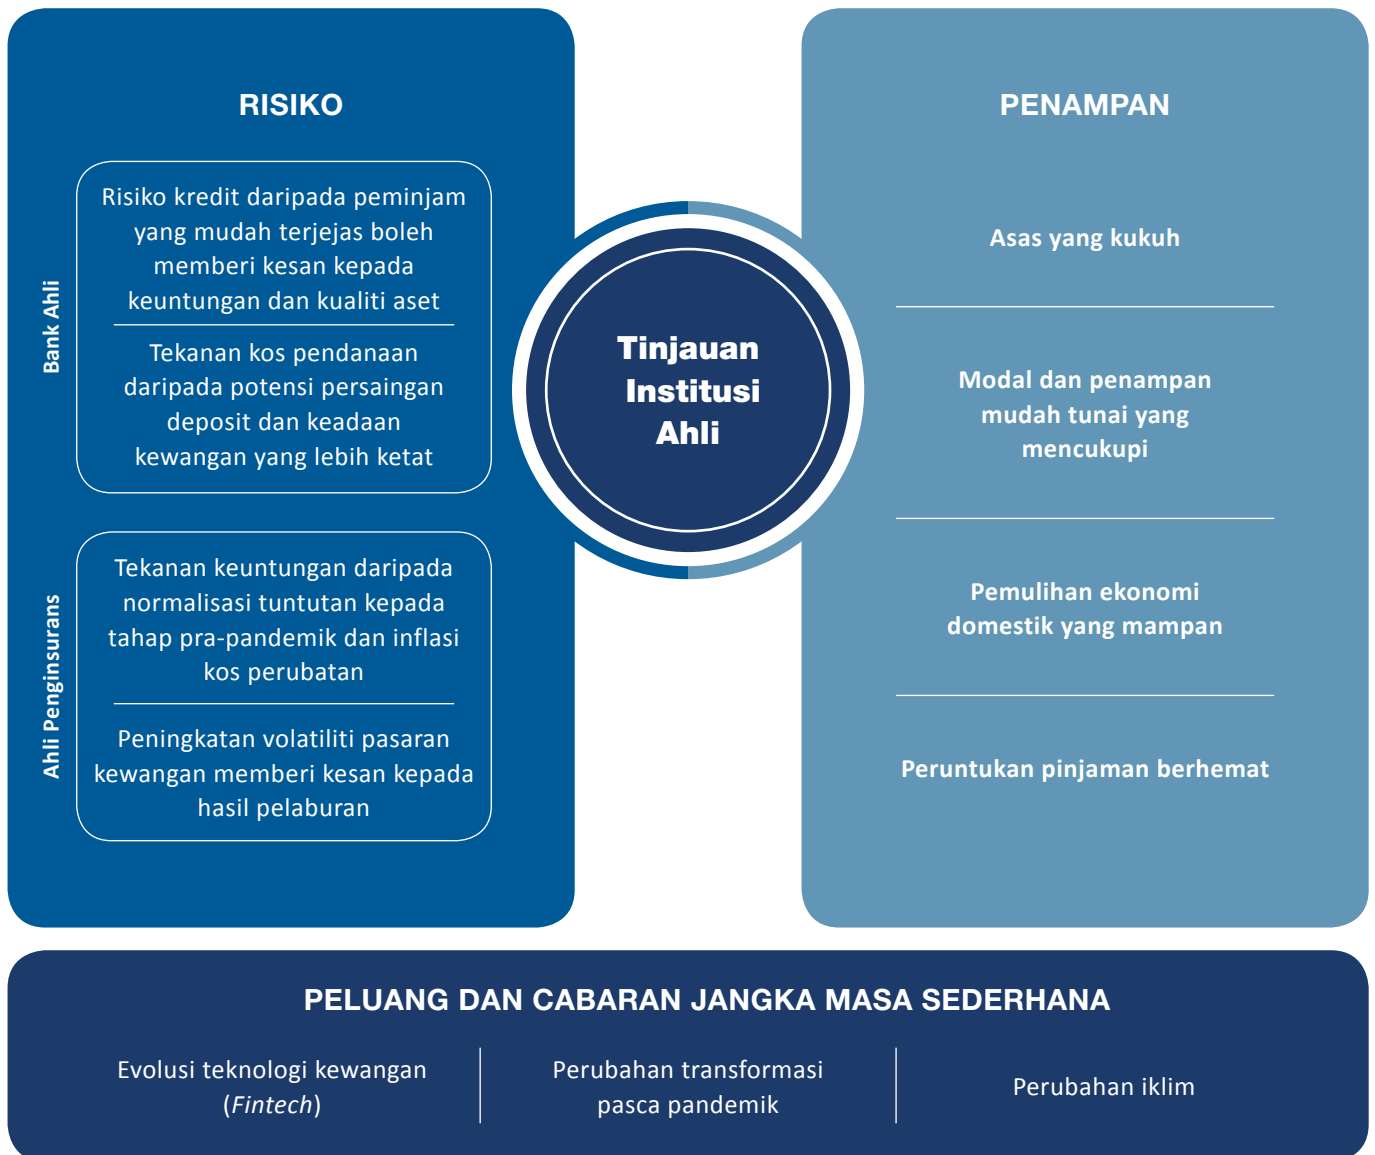 RISIKO
Bank Ahli
Risiko kredit daripada peminjam
yang mudah terjejas boleh
memberi kesan kepada
keuntungan dan kualiti aset
Tekanan kos pendanaan
daripada potensi persaingan
deposit dan keadaan
kewangan yang lebih ketat
Ahli Penginsurans
Tekanan keuntungan daripada
normalisasi tuntutan kepada
tahap pra-pandemik dan inflasi
kos perubatan
Peningkatan volatiliti pasaran
kewangan memberi kesan kepada
hasil pelaburan
Tinjauan
Institusi
Ahli
PENAMPAN
Asas yang kukuh
Modal dan penampan
mudah tunai yang
mencukupi
Pemulihan ekonomi
domestik yang mampan
Peruntukan pinjaman berhemat
PELUANG DAN CABARAN JANGKA MASA SEDERHANA
Evolusi teknologi kewangan
(Fintech)
Perubahan transformasi
pasca pandemik
Perubahan iklim